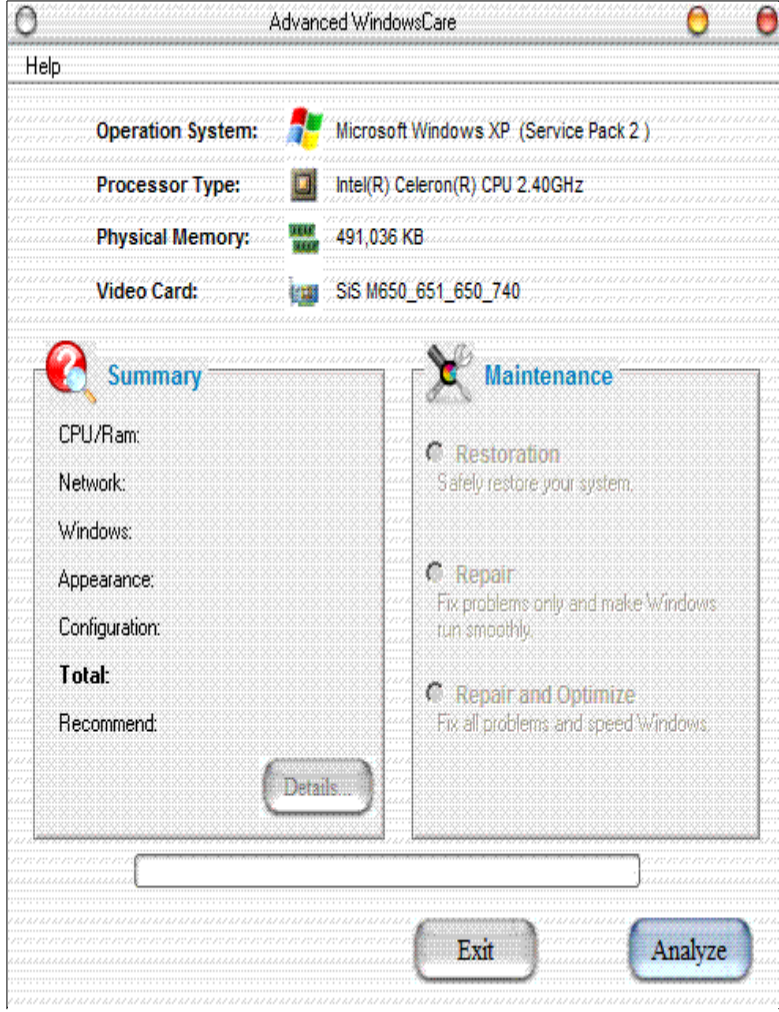 Advanced WindowsCare
Help
Operation System: Microsoft Windows XP (Service Pack 2 )
Processor Type: Intel(R) Celeron(R) CPU 2.40GHz
Physical Memory: 491,036 KB
Video Card: SiS M650_651_650_740
Summary
CPU/Ram:
Network:
Windows:
Appearance:
Configuration:
Total:
Recommend:
Details...
Maintenance
Restoration
Safely restore your system.
Repair
Fix problems only and make Windows
run smoothly.
Repair and Optimize
Fix all problems and speed Windows.
Exit
Analyze